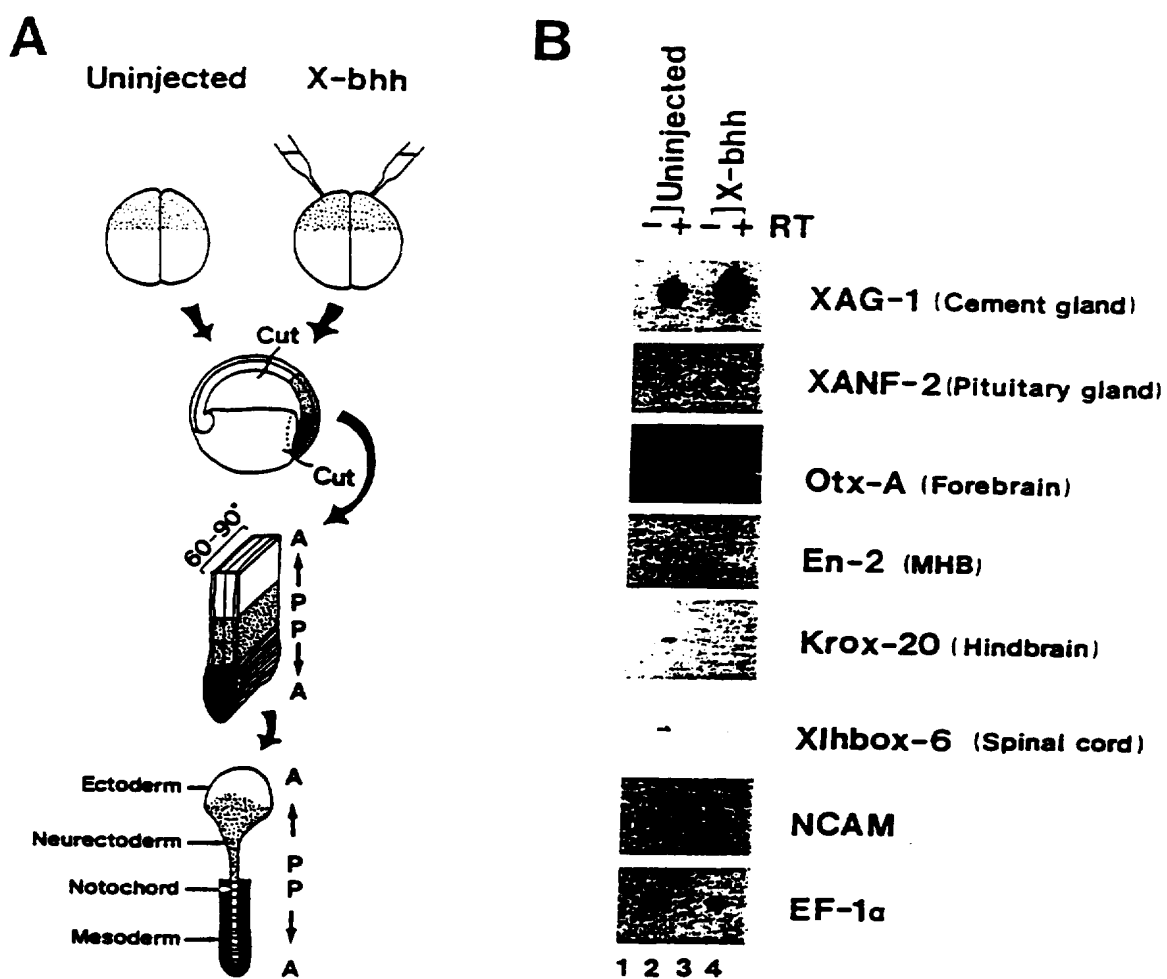 A
Uninjected X-bhh
Cut
Cut
60-90°
A
P
P
A
Ectoderm
Neurectoderm
Notochord
Mesoderm
A
P
P
A
B
Uninjected
X-bhh
- + - + RT
XAG-1 (Cement gland)
XANF-2 (Pituitary gland)
Otx-A (Forebrain)
En-2 (MHB)
Krox-20 (Hindbrain)
Xlhbox-6 (Spinal cord)
NCAM
EF-1α
1 2 3 4